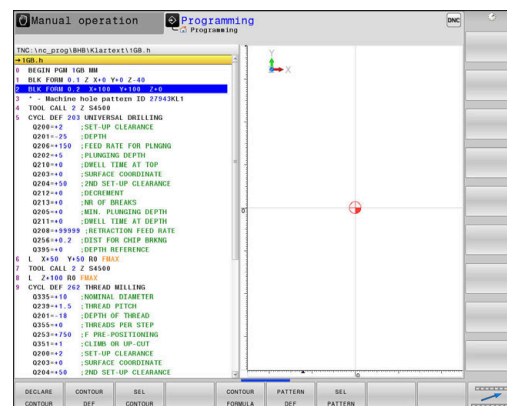 Manual operation
Programming
Programming
DNC
TNC:\nc_prog\BHB\Klartext\1GB.h
→1GB.h
0 BEGIN PGM 1GB MM
1 BLK FORM 0.1 Z X+0 Y+0 Z-40
2 BLK FORM 0.2 X+100 Y+100 Z+0
3 * - Machine hole pattern ID 27943KL1
4 TOOL CALL 2 Z S4500
5 CYCL DEF 203 UNIVERSAL DRILLING
Q200=+2 ;SET-UP CLEARANCE
Q201=-25 ;DEPTH
Q206=+150 ;FEED RATE FOR PLNGNG
Q202=+5 ;PLUNGING DEPTH
Q210=+0 ;DWELL TIME AT TOP
Q203=+0 ;SURFACE COORDINATE
Q204=+50 ;2ND SET-UP CLEARANCE
Q212=+0 ;DECREMENT
Q213=+0 ;NR OF BREAKS
Q205=+0 ;MIN. PLUNGING DEPTH
Q211=+0 ;DWELL TIME AT DEPTH
Q208=+99999 ;RETRACTION FEED RATE
Q256=+0.2 ;DIST FOR CHIP BRKNG
Q395=+0 ;DEPTH REFERENCE
6 L X+50 Y+50 R0 FMAX
7 TOOL CALL 2 Z S4500
8 L Z+100 R0 FMAX
9 CYCL DEF 262 THREAD MILLING
Q335=+10 ;NOMINAL DIAMETER
Q239=+1.5 ;THREAD PITCH
Q201=-18 ;DEPTH OF THREAD
Q355=+0 ;THREADS PER STEP
Q253=+750 ;F PRE-POSITIONING
Q351=+1 ;CLIMB OR UP-CUT
Q200=+2 ;SET-UP CLEARANCE
Q203=+0 ;SURFACE COORDINATE
Q204=+50 ;2ND SET-UP CLEARANCE
Y
X
0
0
DECLARE CONTOUR
CONTOUR DEF
SEL CONTOUR
CONTOUR FORMULA
PATTERN DEF
SEL PATTERN